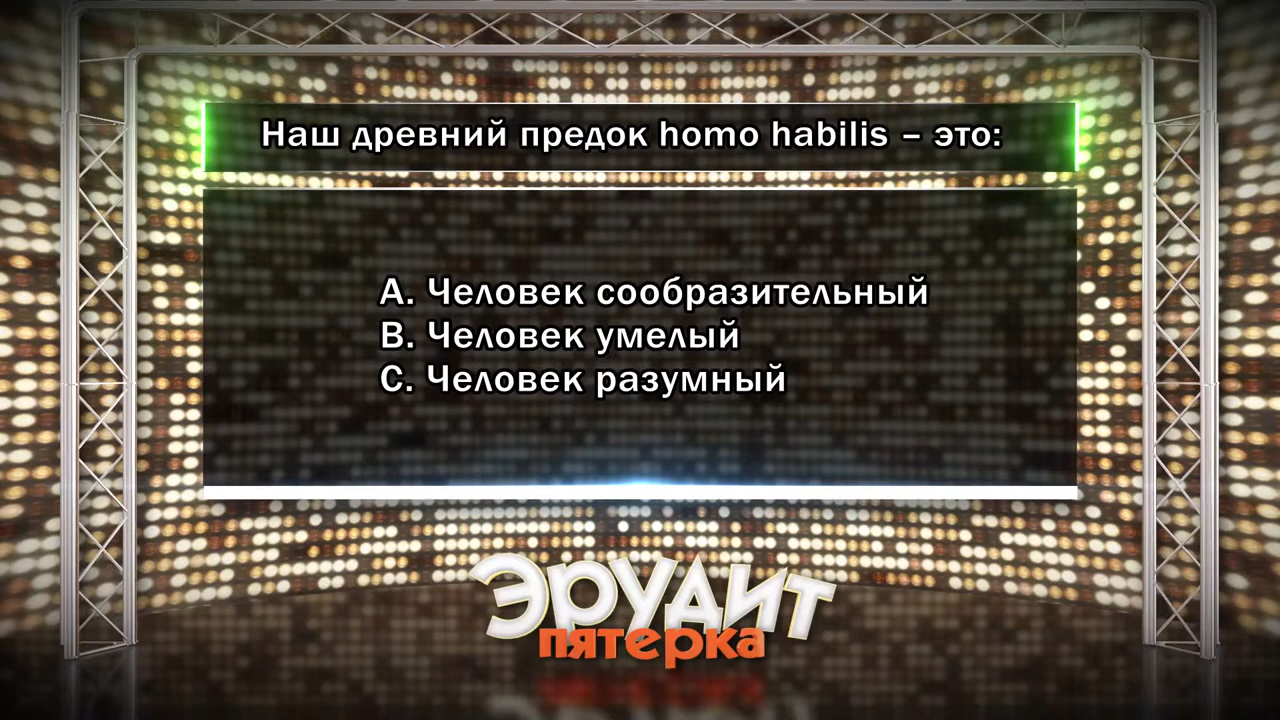 Наш древний предок homo habilis – это:
A. Человек сообразительный
B. Человек умелый
C. Человек разумный
ЭРУДИТ
пятерка